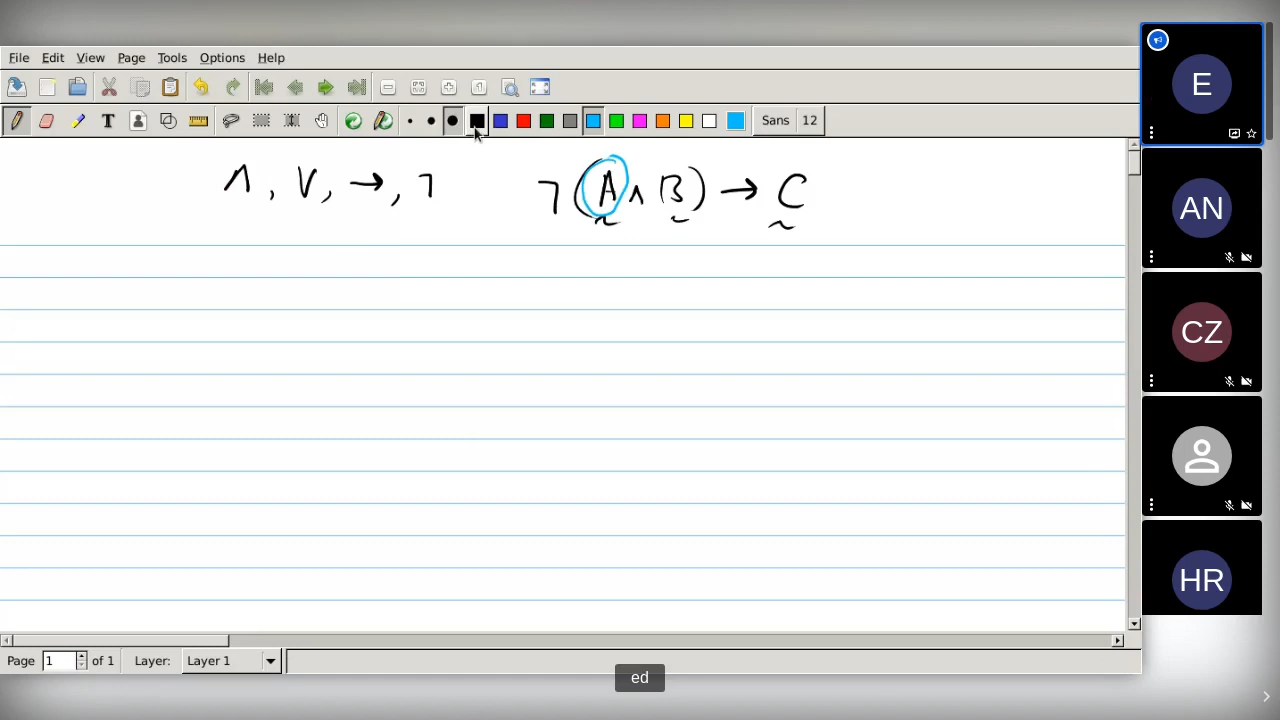 File Edit View Page Tools Options Help
Sans 12
∧, ∨, →, ¬ ¬(A ∧ B) → C
Page 1 of 1 Layer: Layer 1
ed
E
AN
CZ
HR